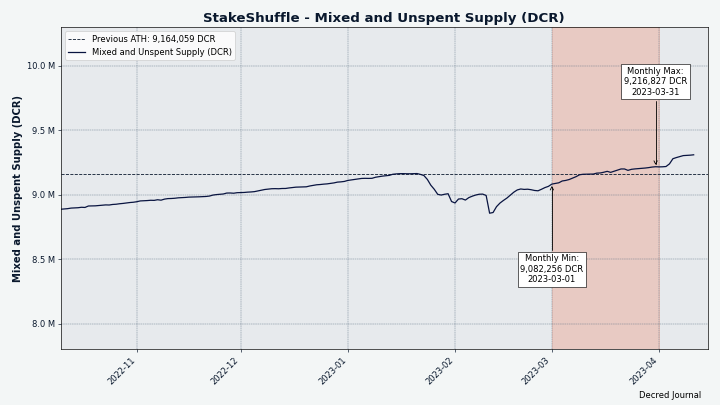 StakeShuffle - Mixed and Unspent Supply (DCR)
Previous ATH: 9,164,059 DCR
Mixed and Unspent Supply (DCR)
Mixed and Unspent Supply (DCR)
10.0 M
9.5 M
9.0 M
8.5 M
8.0 M
Monthly Max:
9,216,827 DCR
2023-03-31
Monthly Min:
9,082,256 DCR
2023-03-01
2022-11
2022-12
2023-01
2023-02
2023-03
2023-04
Decred Journal